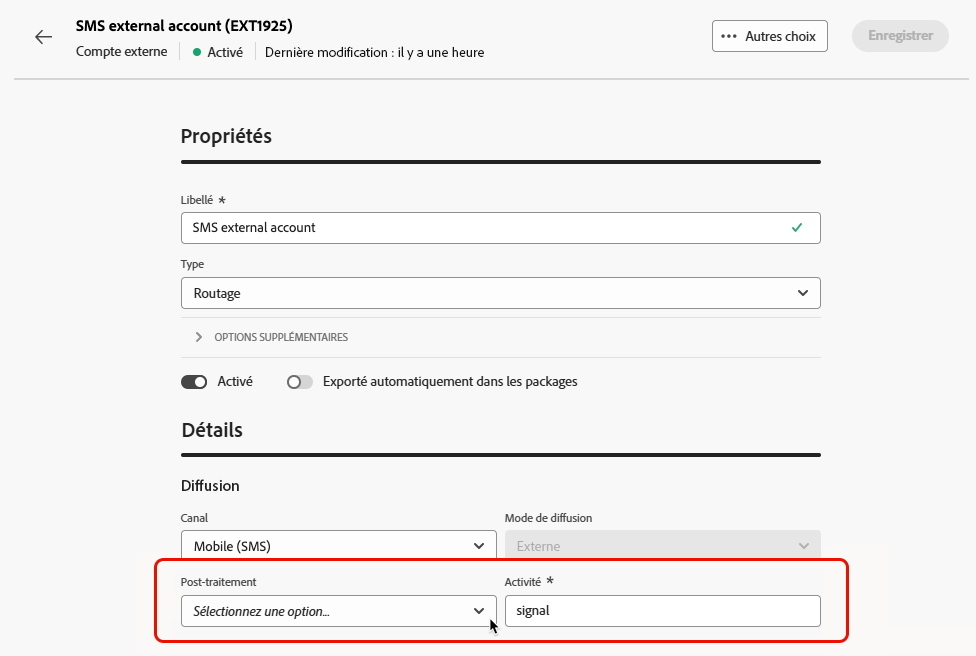 SMS external account (EXT1925)
Compte externe Activé Dernière modification : il y a une heure
Autres choix
Enregistrer
Propriétés
Libellé *
SMS external account
Type
Routage
OPTIONS SUPPLÉMENTAIRES
Activé Exporté automatiquement dans les packages
Détails
Diffusion
Canal Mode de diffusion
Mobile (SMS) Externe
Post-traitement Activité *
Sélectionnez une option... signal